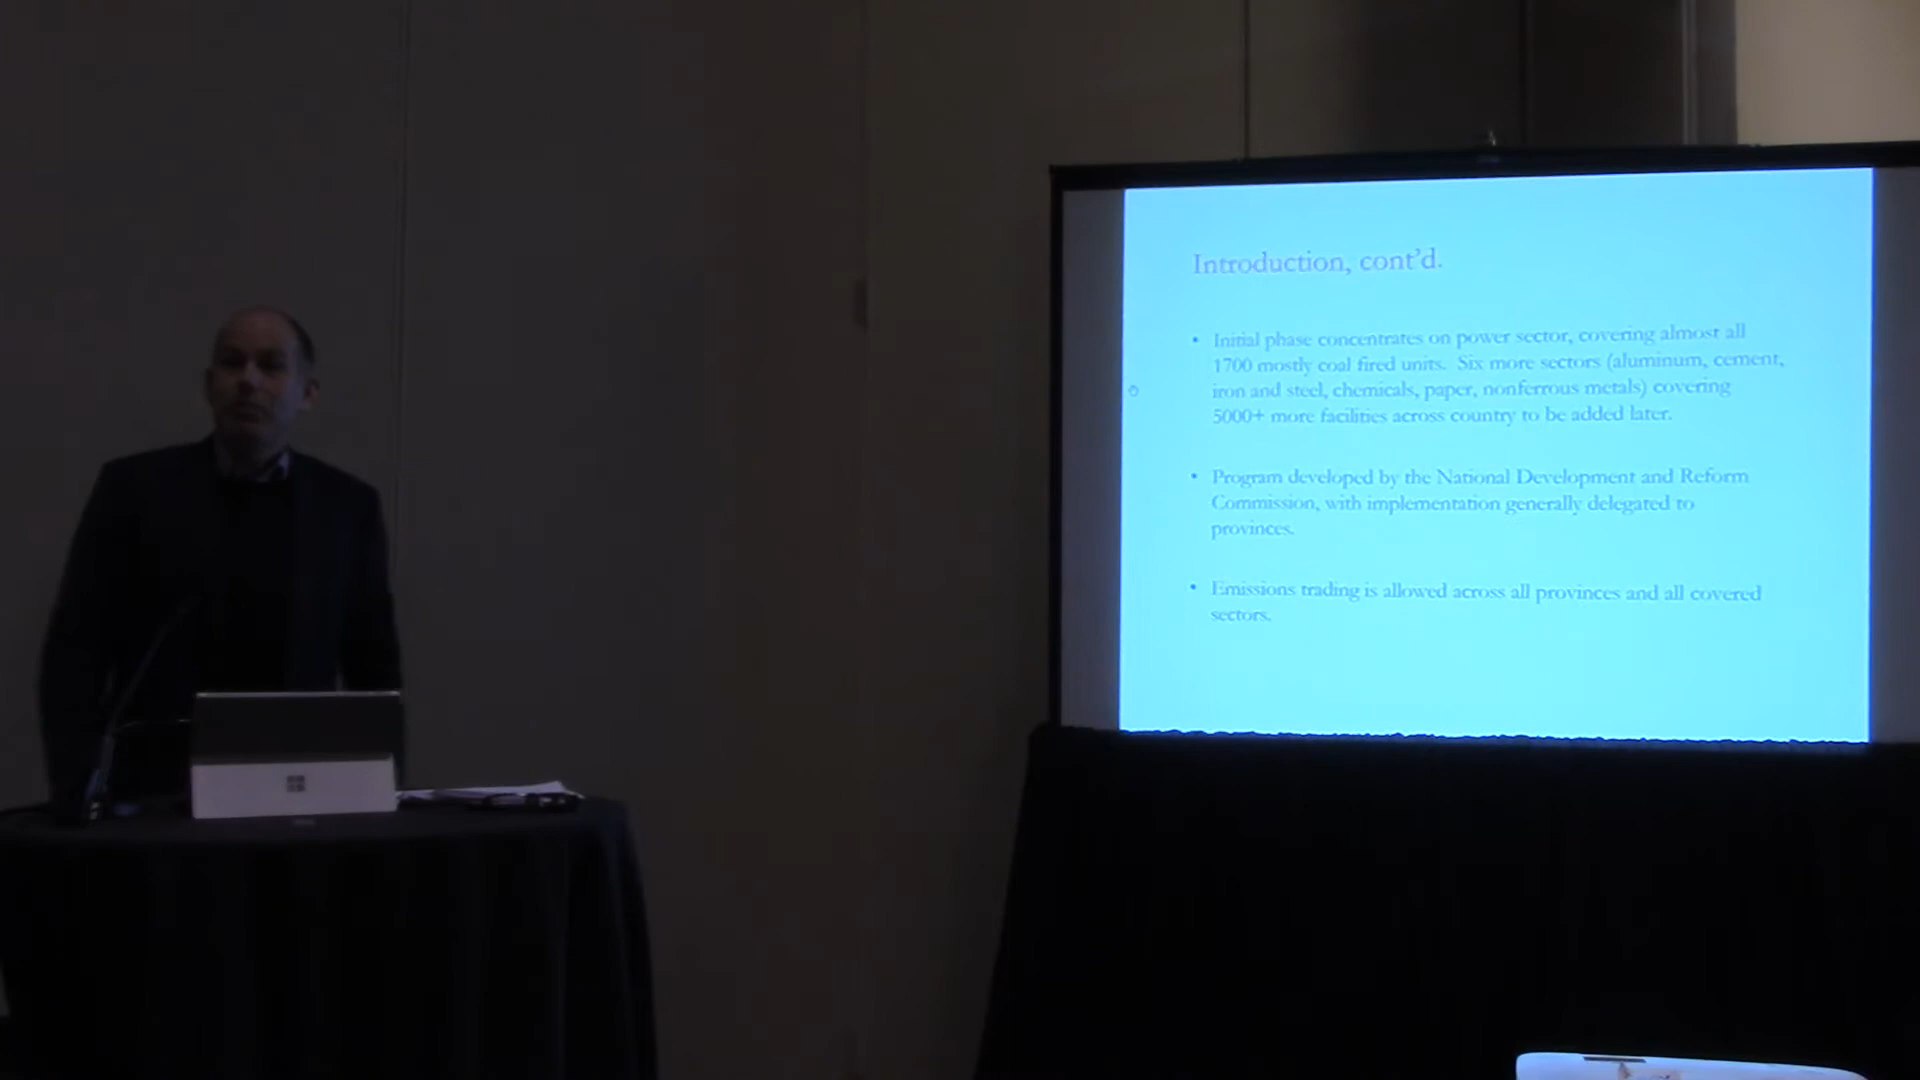 Introduction, cont'd.
• Initial phase concentrates on power sector, covering almost all
1700 mostly coal fired units. Six more sectors (aluminum, cement,
iron and steel, chemicals, paper, nonferrous metals) covering
5000+ more facilities across country to be added later.
• Program developed by the National Development and Reform
Commission, with implementation generally delegated to
provinces.
• Emissions trading is allowed across all provinces and all covered
sectors.